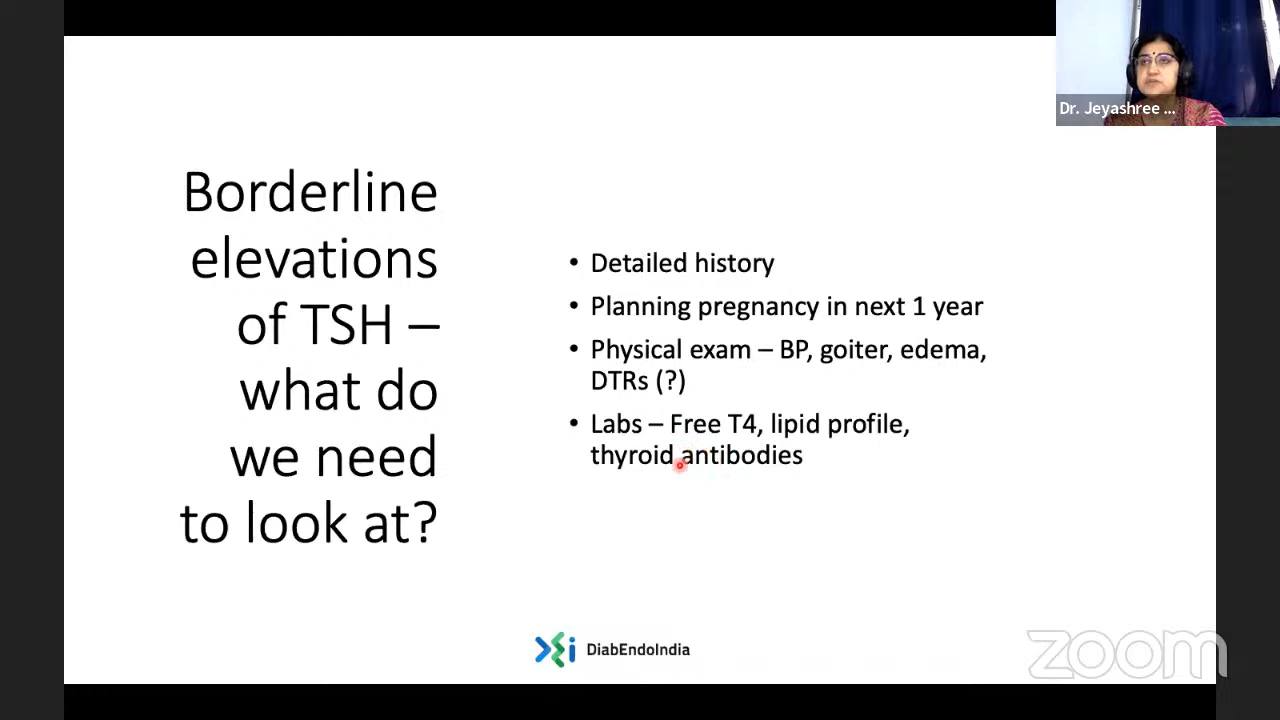 Dr. Jeyashree ...
Borderline
elevations
of TSH –
what do
we need
to look at?
• Detailed history
• Planning pregnancy in next 1 year
• Physical exam – BP, goiter, edema,
DTRs (?)
• Labs – Free T4, lipid profile,
thyroid antibodies
DiabEndoIndia
zoom